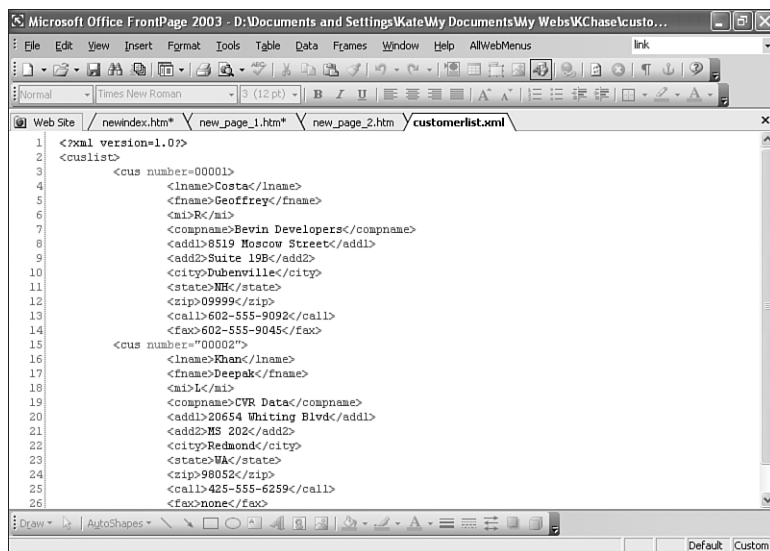 Microsoft Office FrontPage 2003 - D:\Documents and Settings\Kate\My Documents\My Webs\KChase\custo...
File Edit View Insert Format Tools Table Data Frames Window Help AllWebMenus link
Normal Times New Roman 3 (12 pt) B I U A A A
Web Site newindex.htm* new_page_1.htm* new_page_2.htm customerlist.xml
1 <?xml version=1.0?>
2 <cuslist>
3 <cus number=00001>
4 <lname>Costa</lname>
5 <fname>Geoffrey</fname>
6 <mi>R</mi>
7 <compname>Bevin Developers</compname>
8 <add1>8519 Moscow Street</add1>
9 <add2>Suite 19B</add2>
10 <city>Dubenville</city>
11 <state>NH</state>
12 <zip>09999</zip>
13 <call>602-555-9092</call>
14 <fax>602-555-9045</fax>
15 <cus number="00002">
16 <lname>Khan</lname>
17 <fname>Deepak</fname>
18 <mi>L</mi>
19 <compname>CVR Data</compname>
20 <add1>20654 Whiting Blvd</add1>
21 <add2>MS 202</add2>
22 <city>Redmond</city>
23 <state>WA</state>
24 <zip>98052</zip>
25 <call>425-555-6259</call>
26 <fax>none</fax>
Draw AutoShapes A
Default Custom